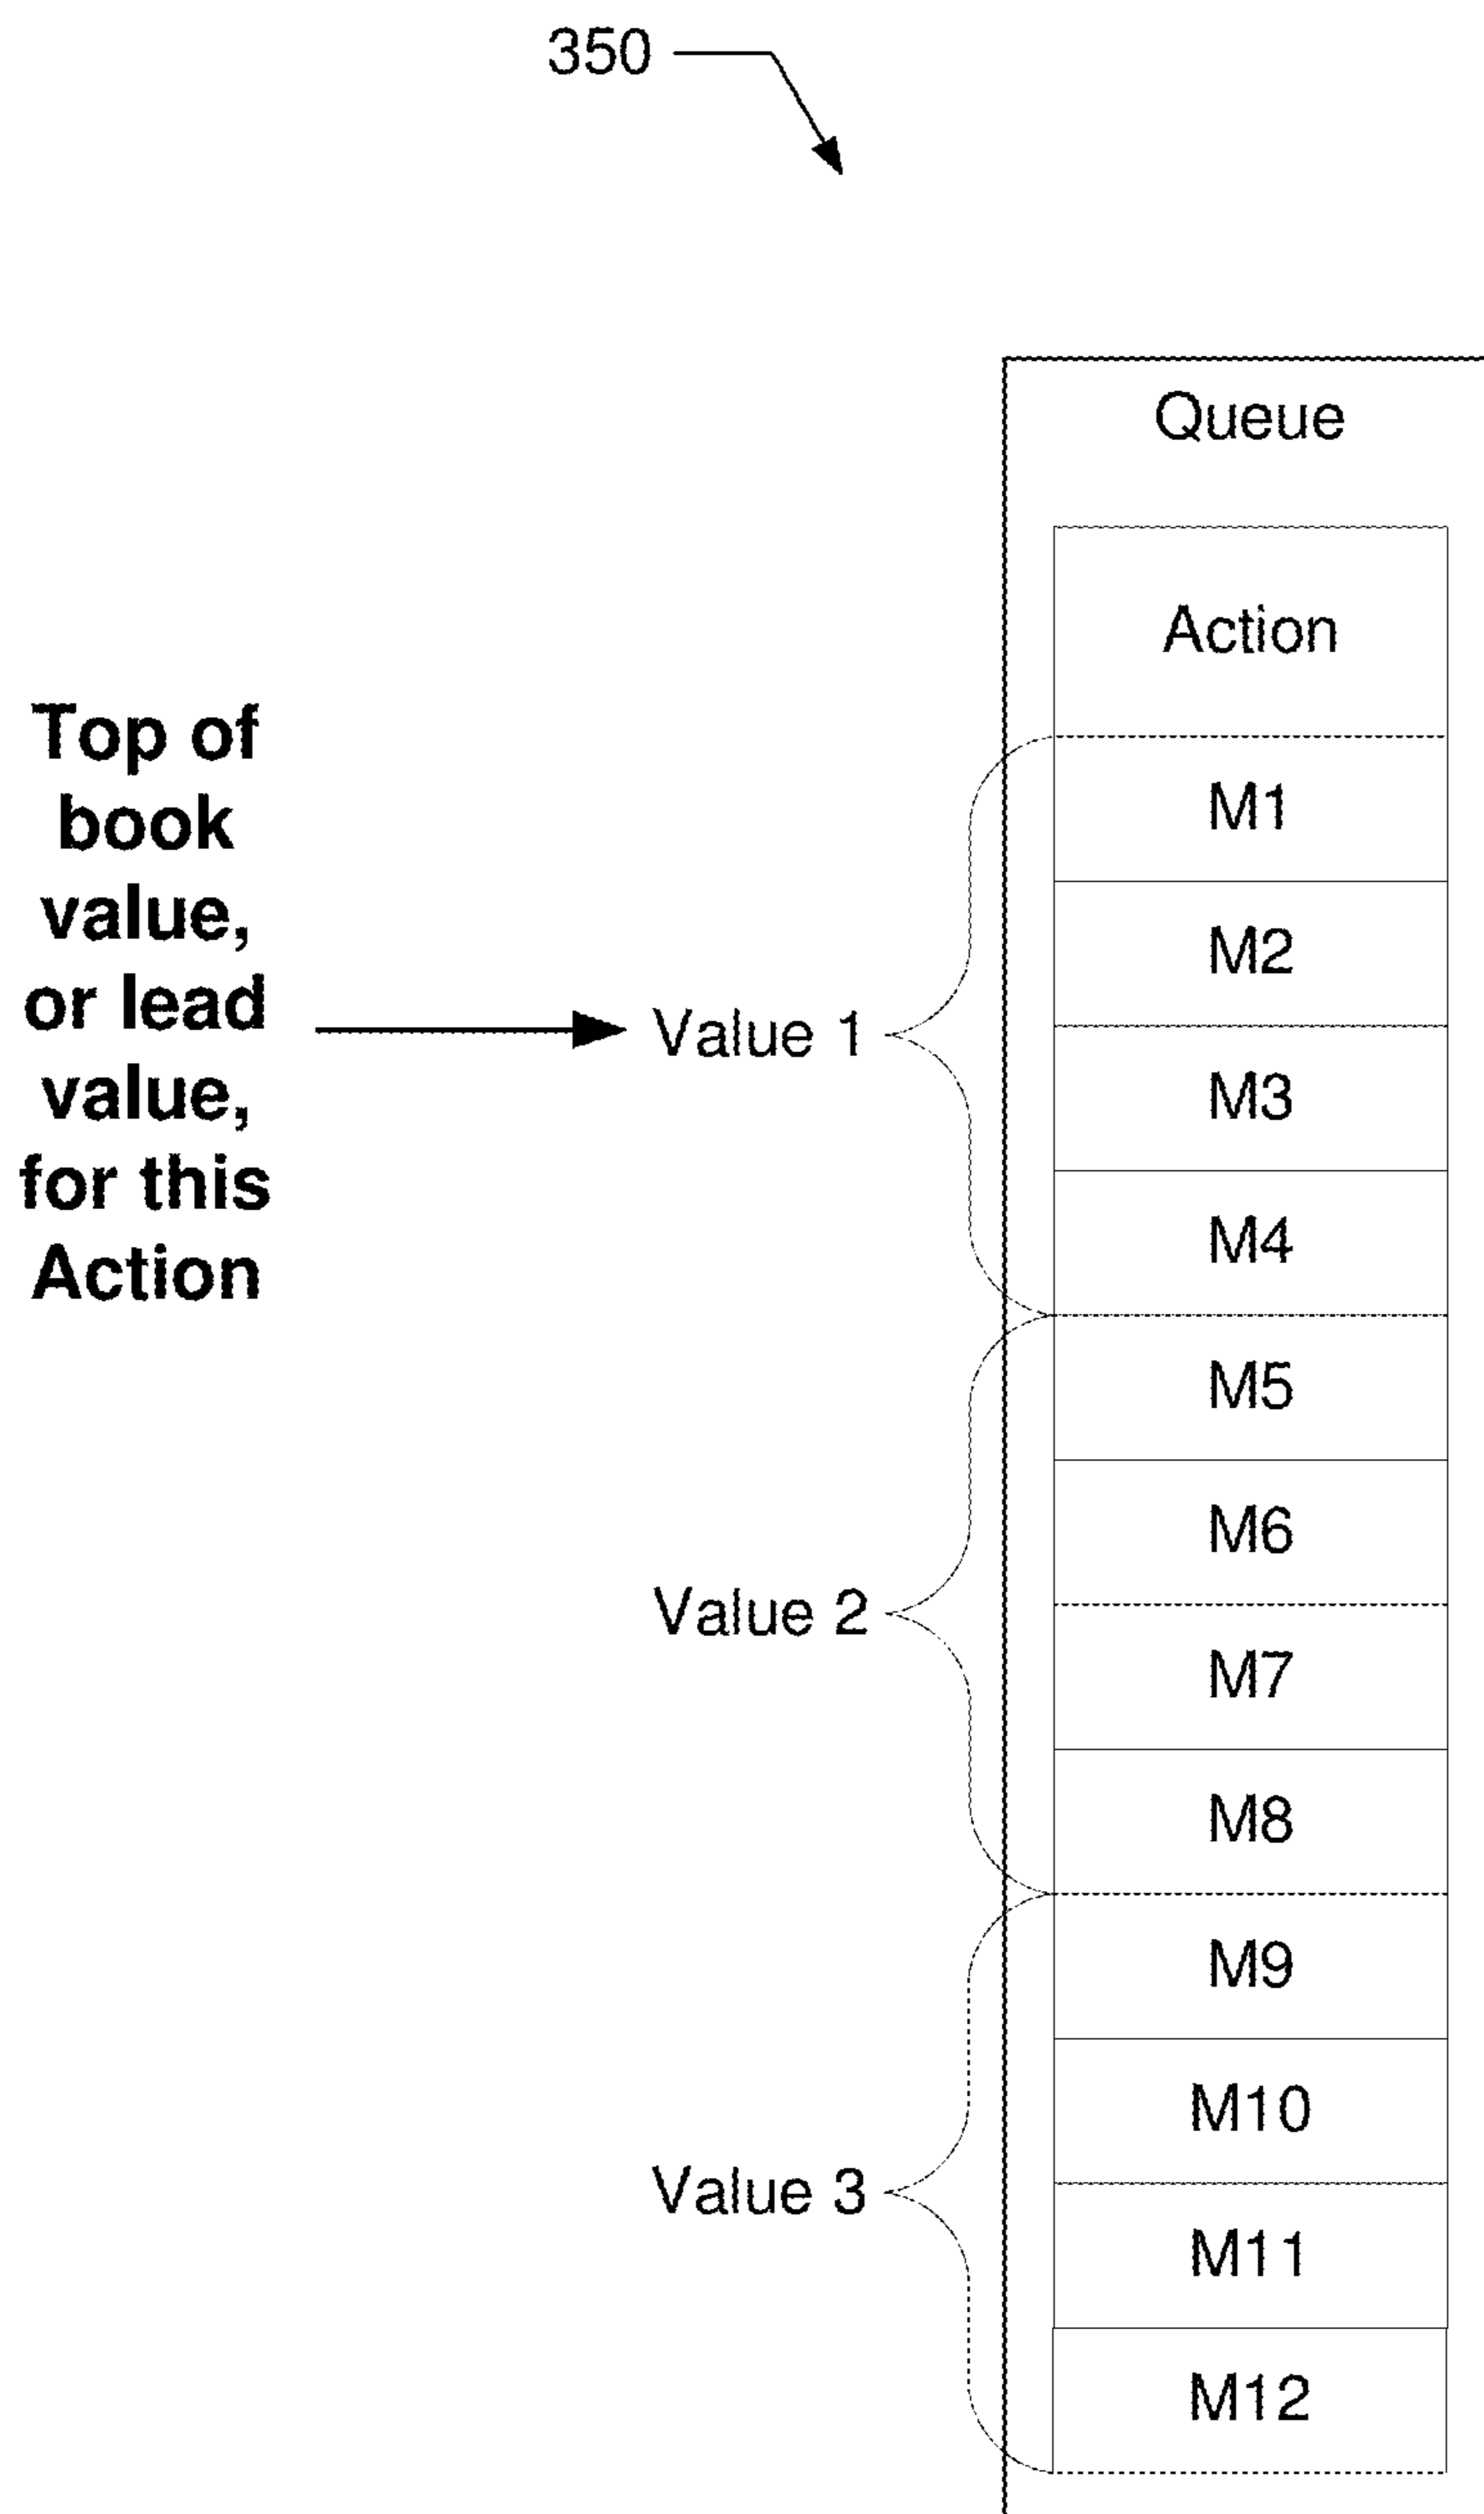 350
Queue
Action
Top of
book
value,
or lead
value,
for this
Action
Value 1
M1
M2
M3
M4
Value 2
M5
M6
M7
M8
Value 3
M9
M10
M11
M12